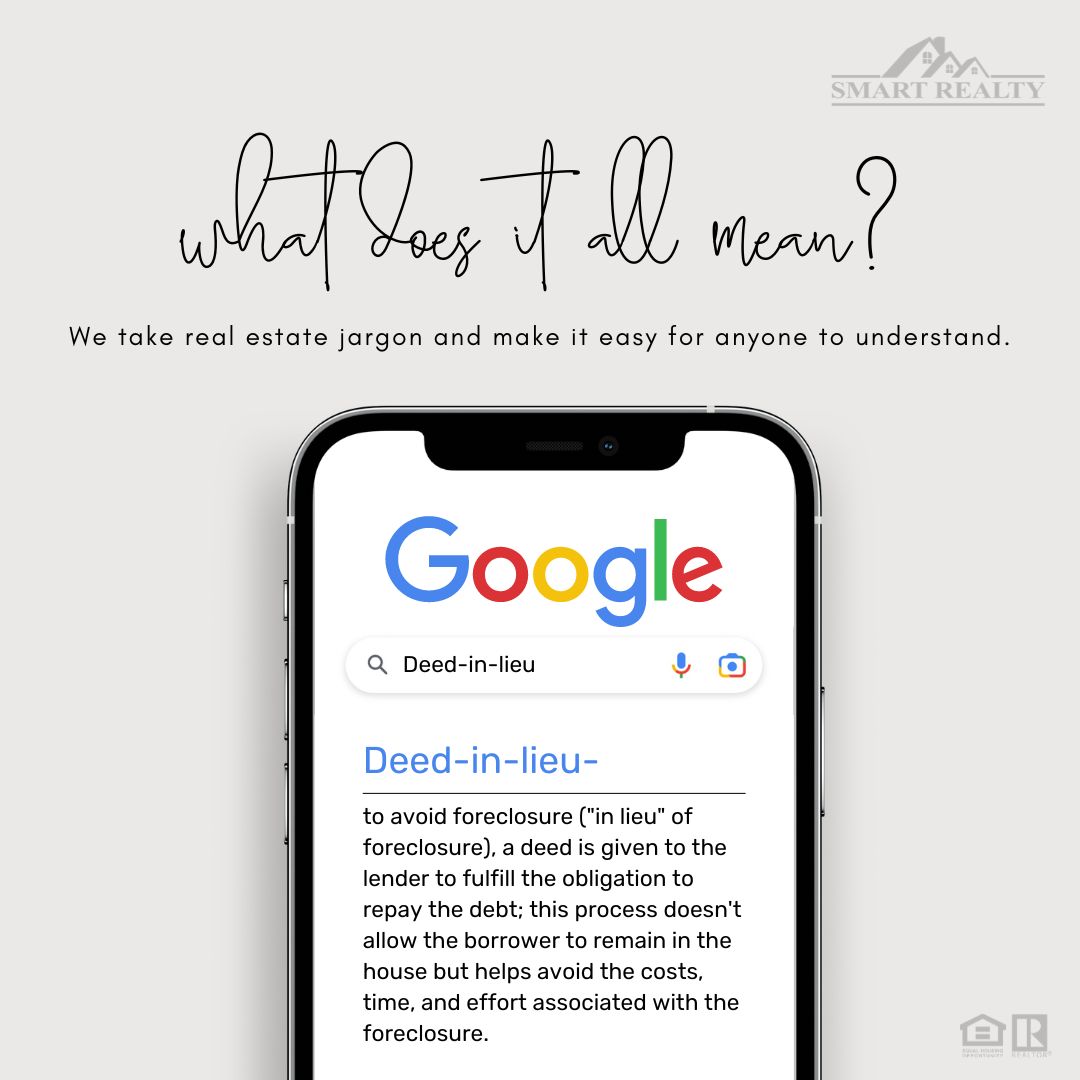 SMART REALTY
what does it all mean?
We take real estate jargon and make it easy for anyone to understand.
Google
Deed-in-lieu
Deed-in-lieu-
to avoid foreclosure ("in lieu" of
foreclosure), a deed is given to the
lender to fulfill the obligation to
repay the debt; this process doesn't
allow the borrower to remain in the
house but helps avoid the costs,
time, and effort associated with the
foreclosure.
EQUAL HOUSING
OPPORTUNITY
REALTOR®